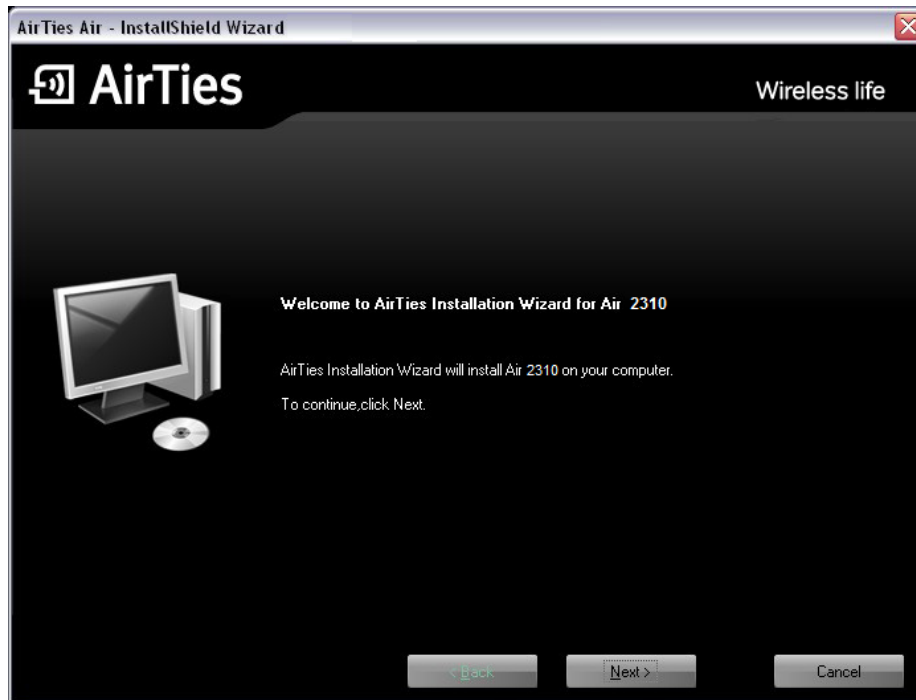 AirTies Air - InstallShield Wizard
AirTies
Wireless life
Welcome to AirTies Installation Wizard for Air 2310
AirTies Installation Wizard will install Air 2310 on your computer.
To continue,click Next.
< Back
Next >
Cancel